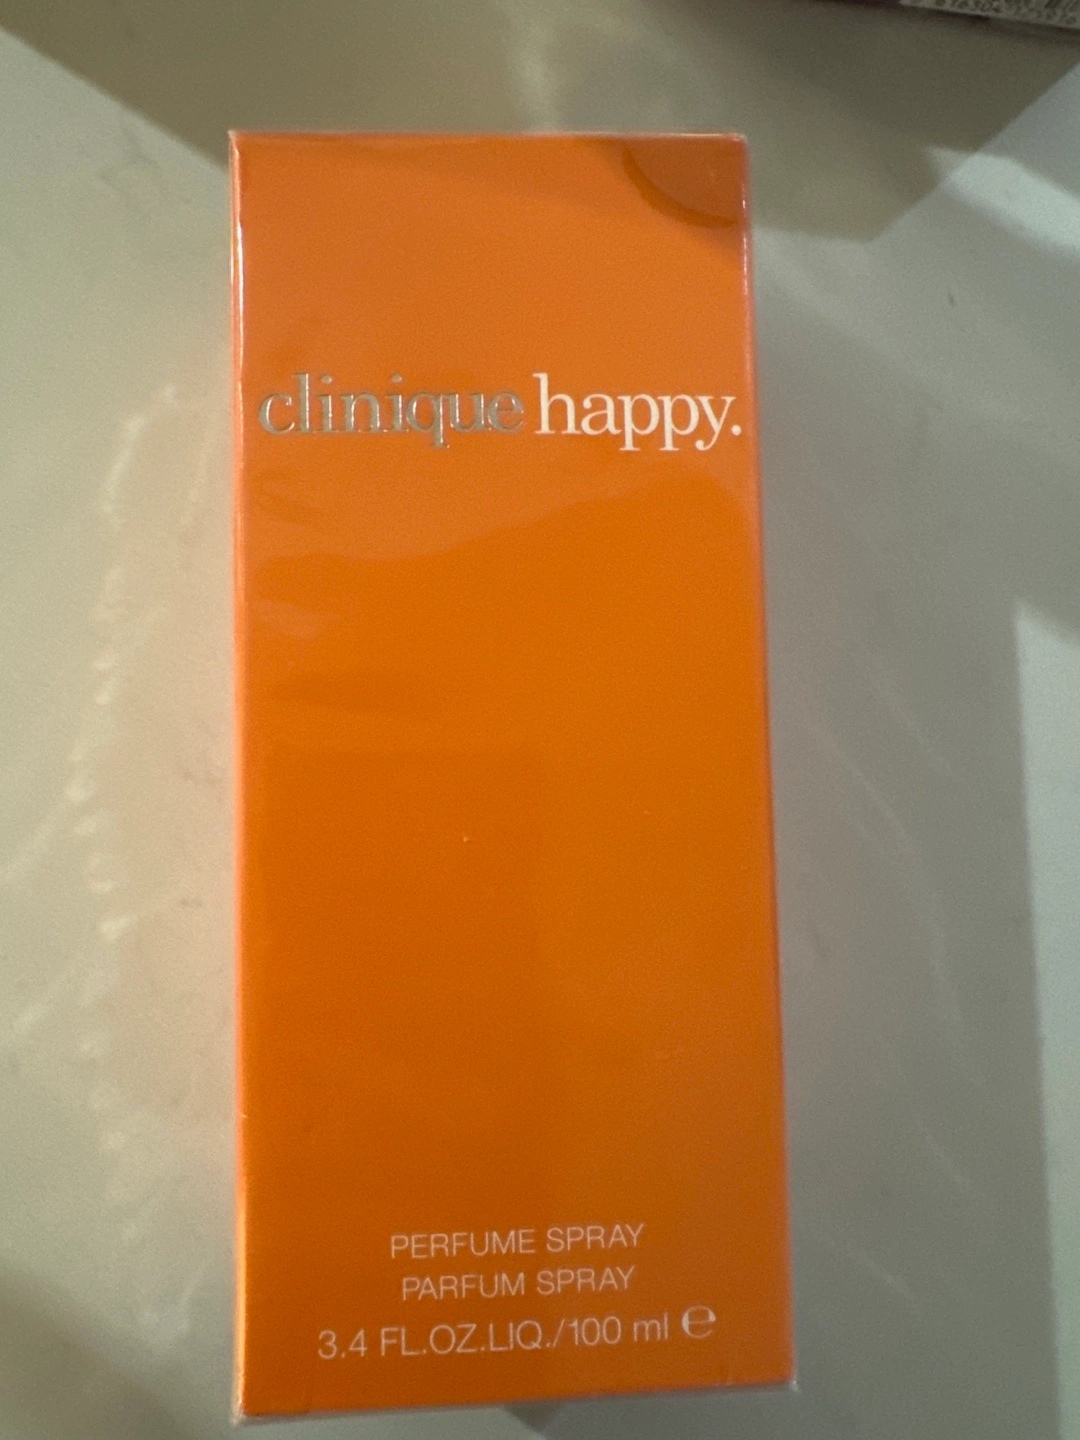 clinique happy.
PERFUME SPRAY
PARFUM SPRAY
3.4 FL.OZ.LIQ./100 ml ℮